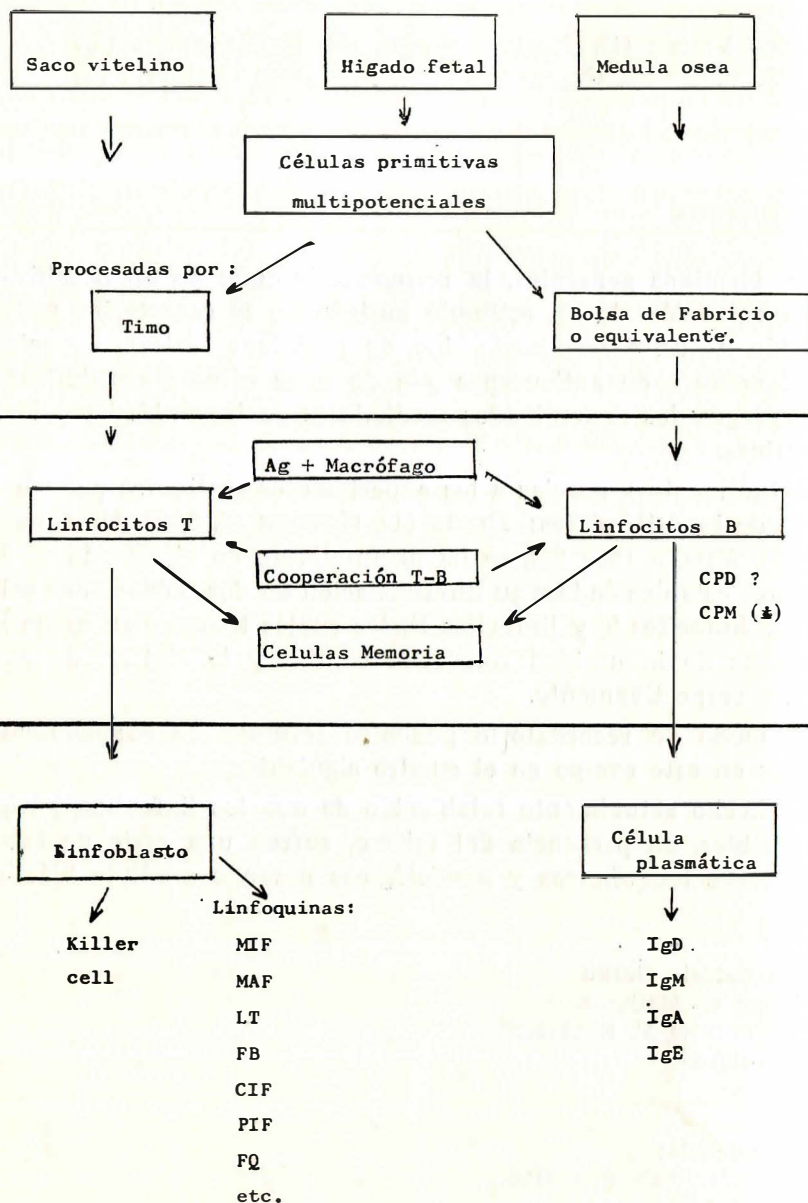 Saco vitelino
Higado fetal
Medula osea
Células primitivas
multipotenciales
Procesadas por :
Timo
Bolsa de Fabricio
o equivalente.
Ag + Macrófago
Linfocitos T
Linfocitos B
Cooperación T-B
CPD ?
CPM (±)
Celulas Memoria
Linfoblasto
Célula
plasmática
Linfoquinas:
Killer
cell
MIF
MAF
LT
FB
CIF
PIF
FQ
etc.
IgD
IgM
IgA
IgE